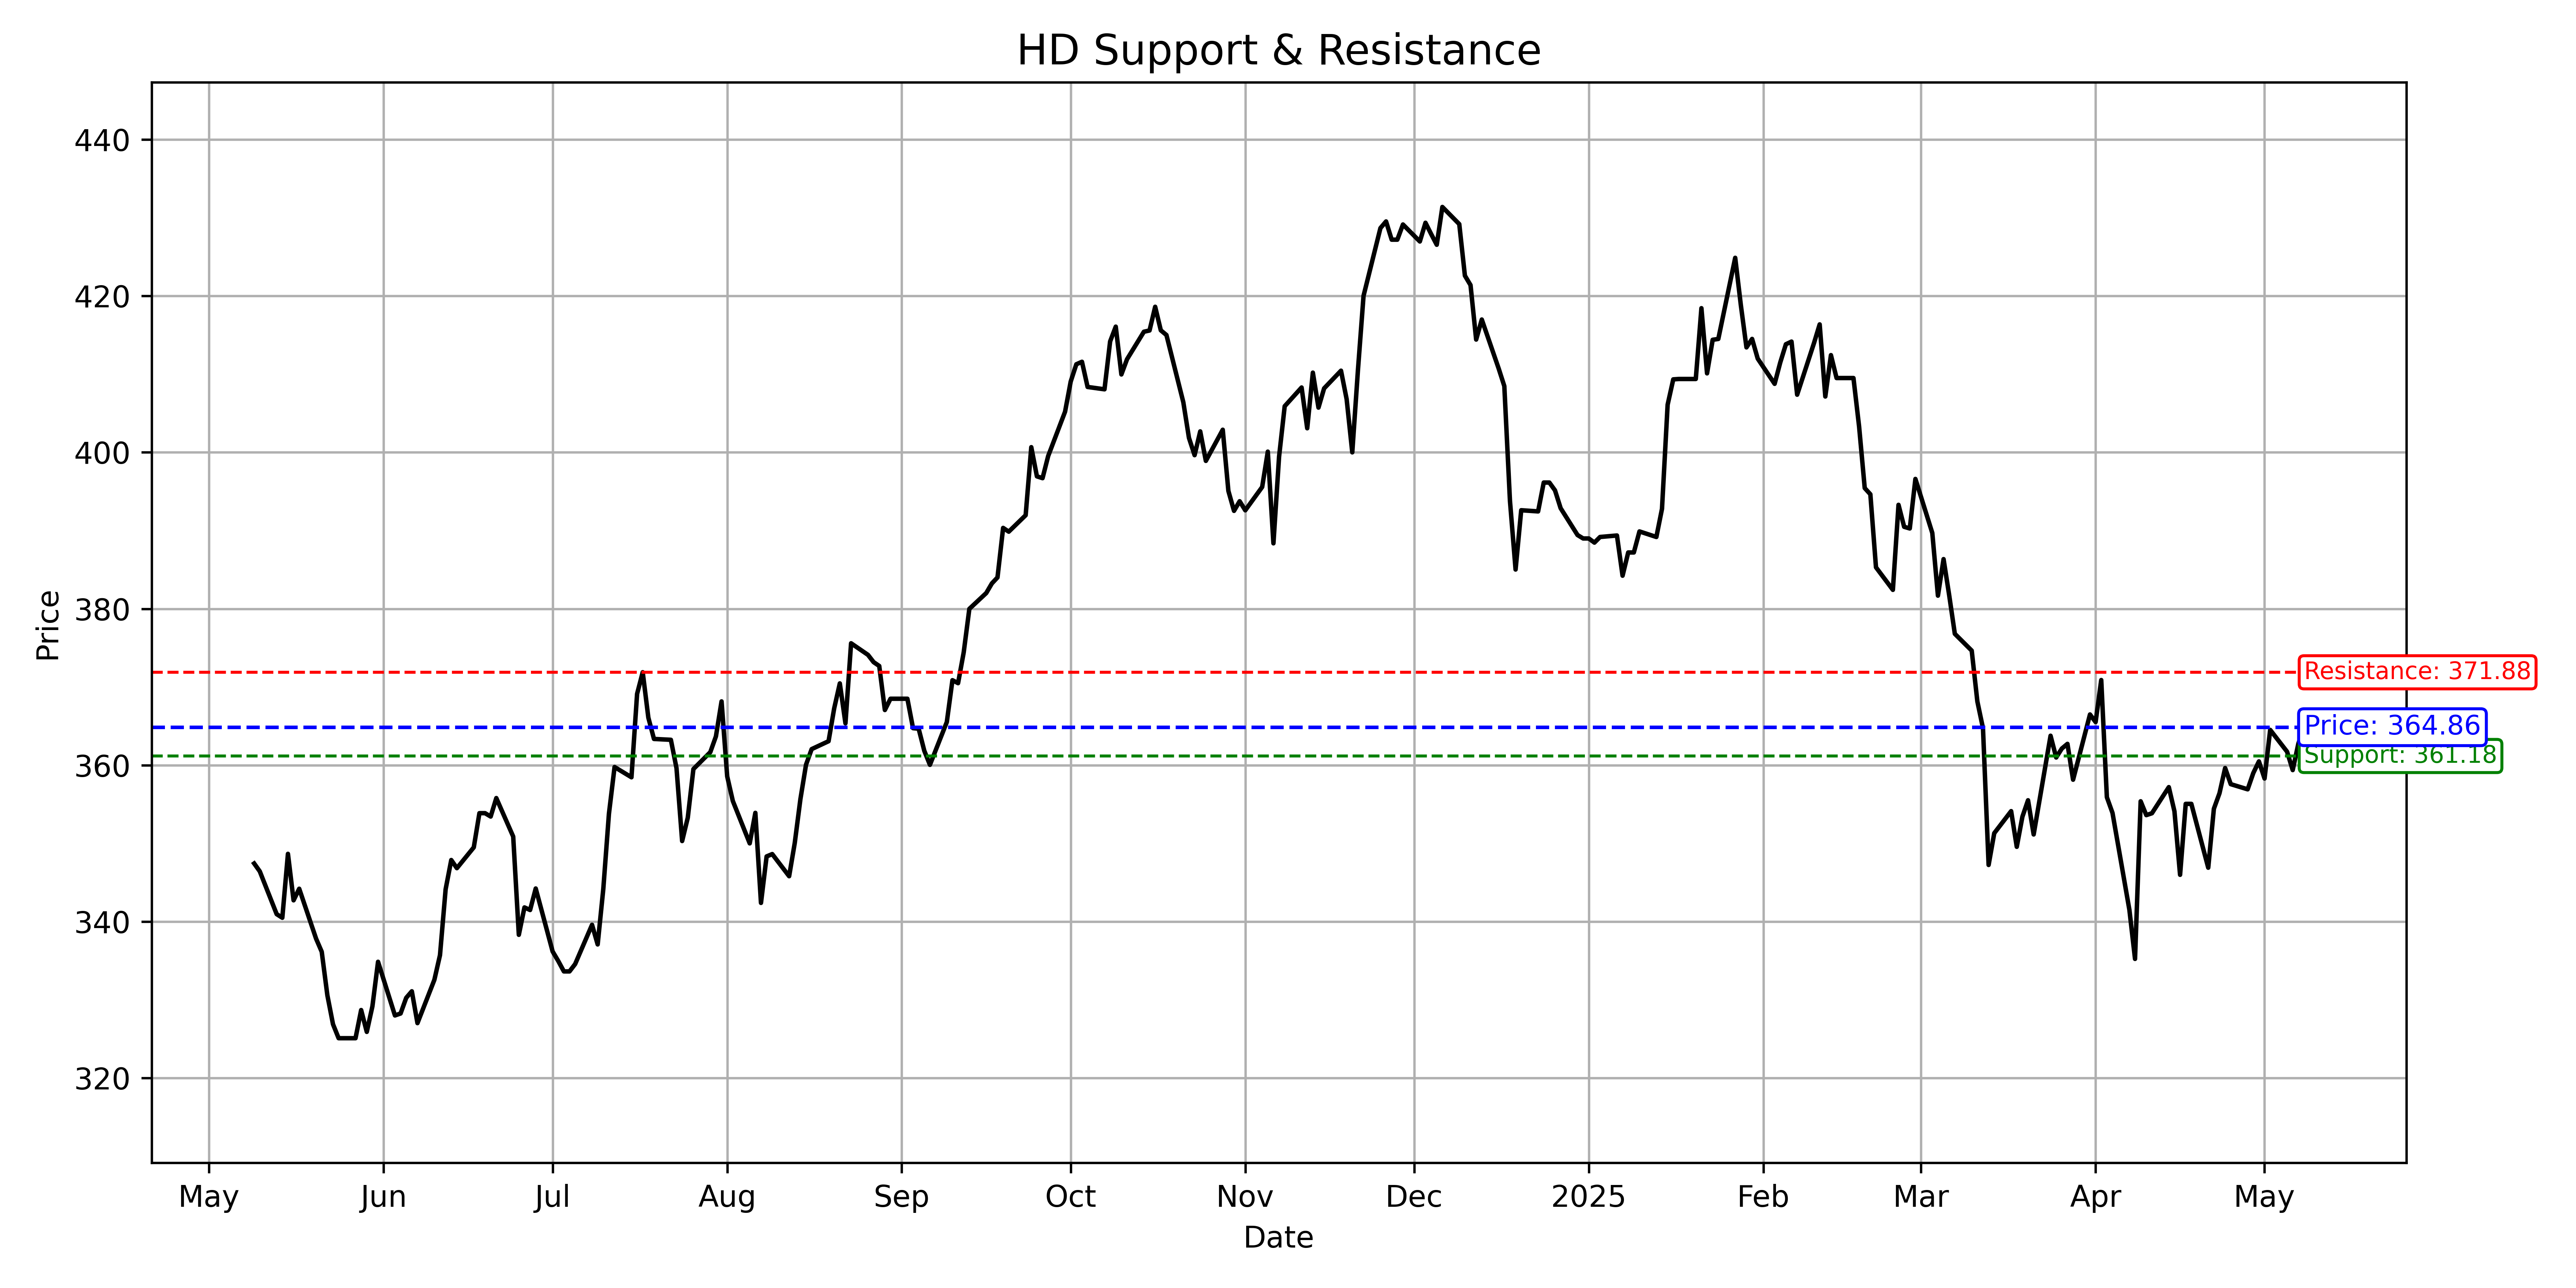 HD Support & Resistance
Price
440
420
400
380
360
340
320
Resistance: 371.88
Price: 364.86
Support: 361.18
May Jun Jul Aug Sep Oct Nov Dec 2025 Feb Mar Apr May
Date